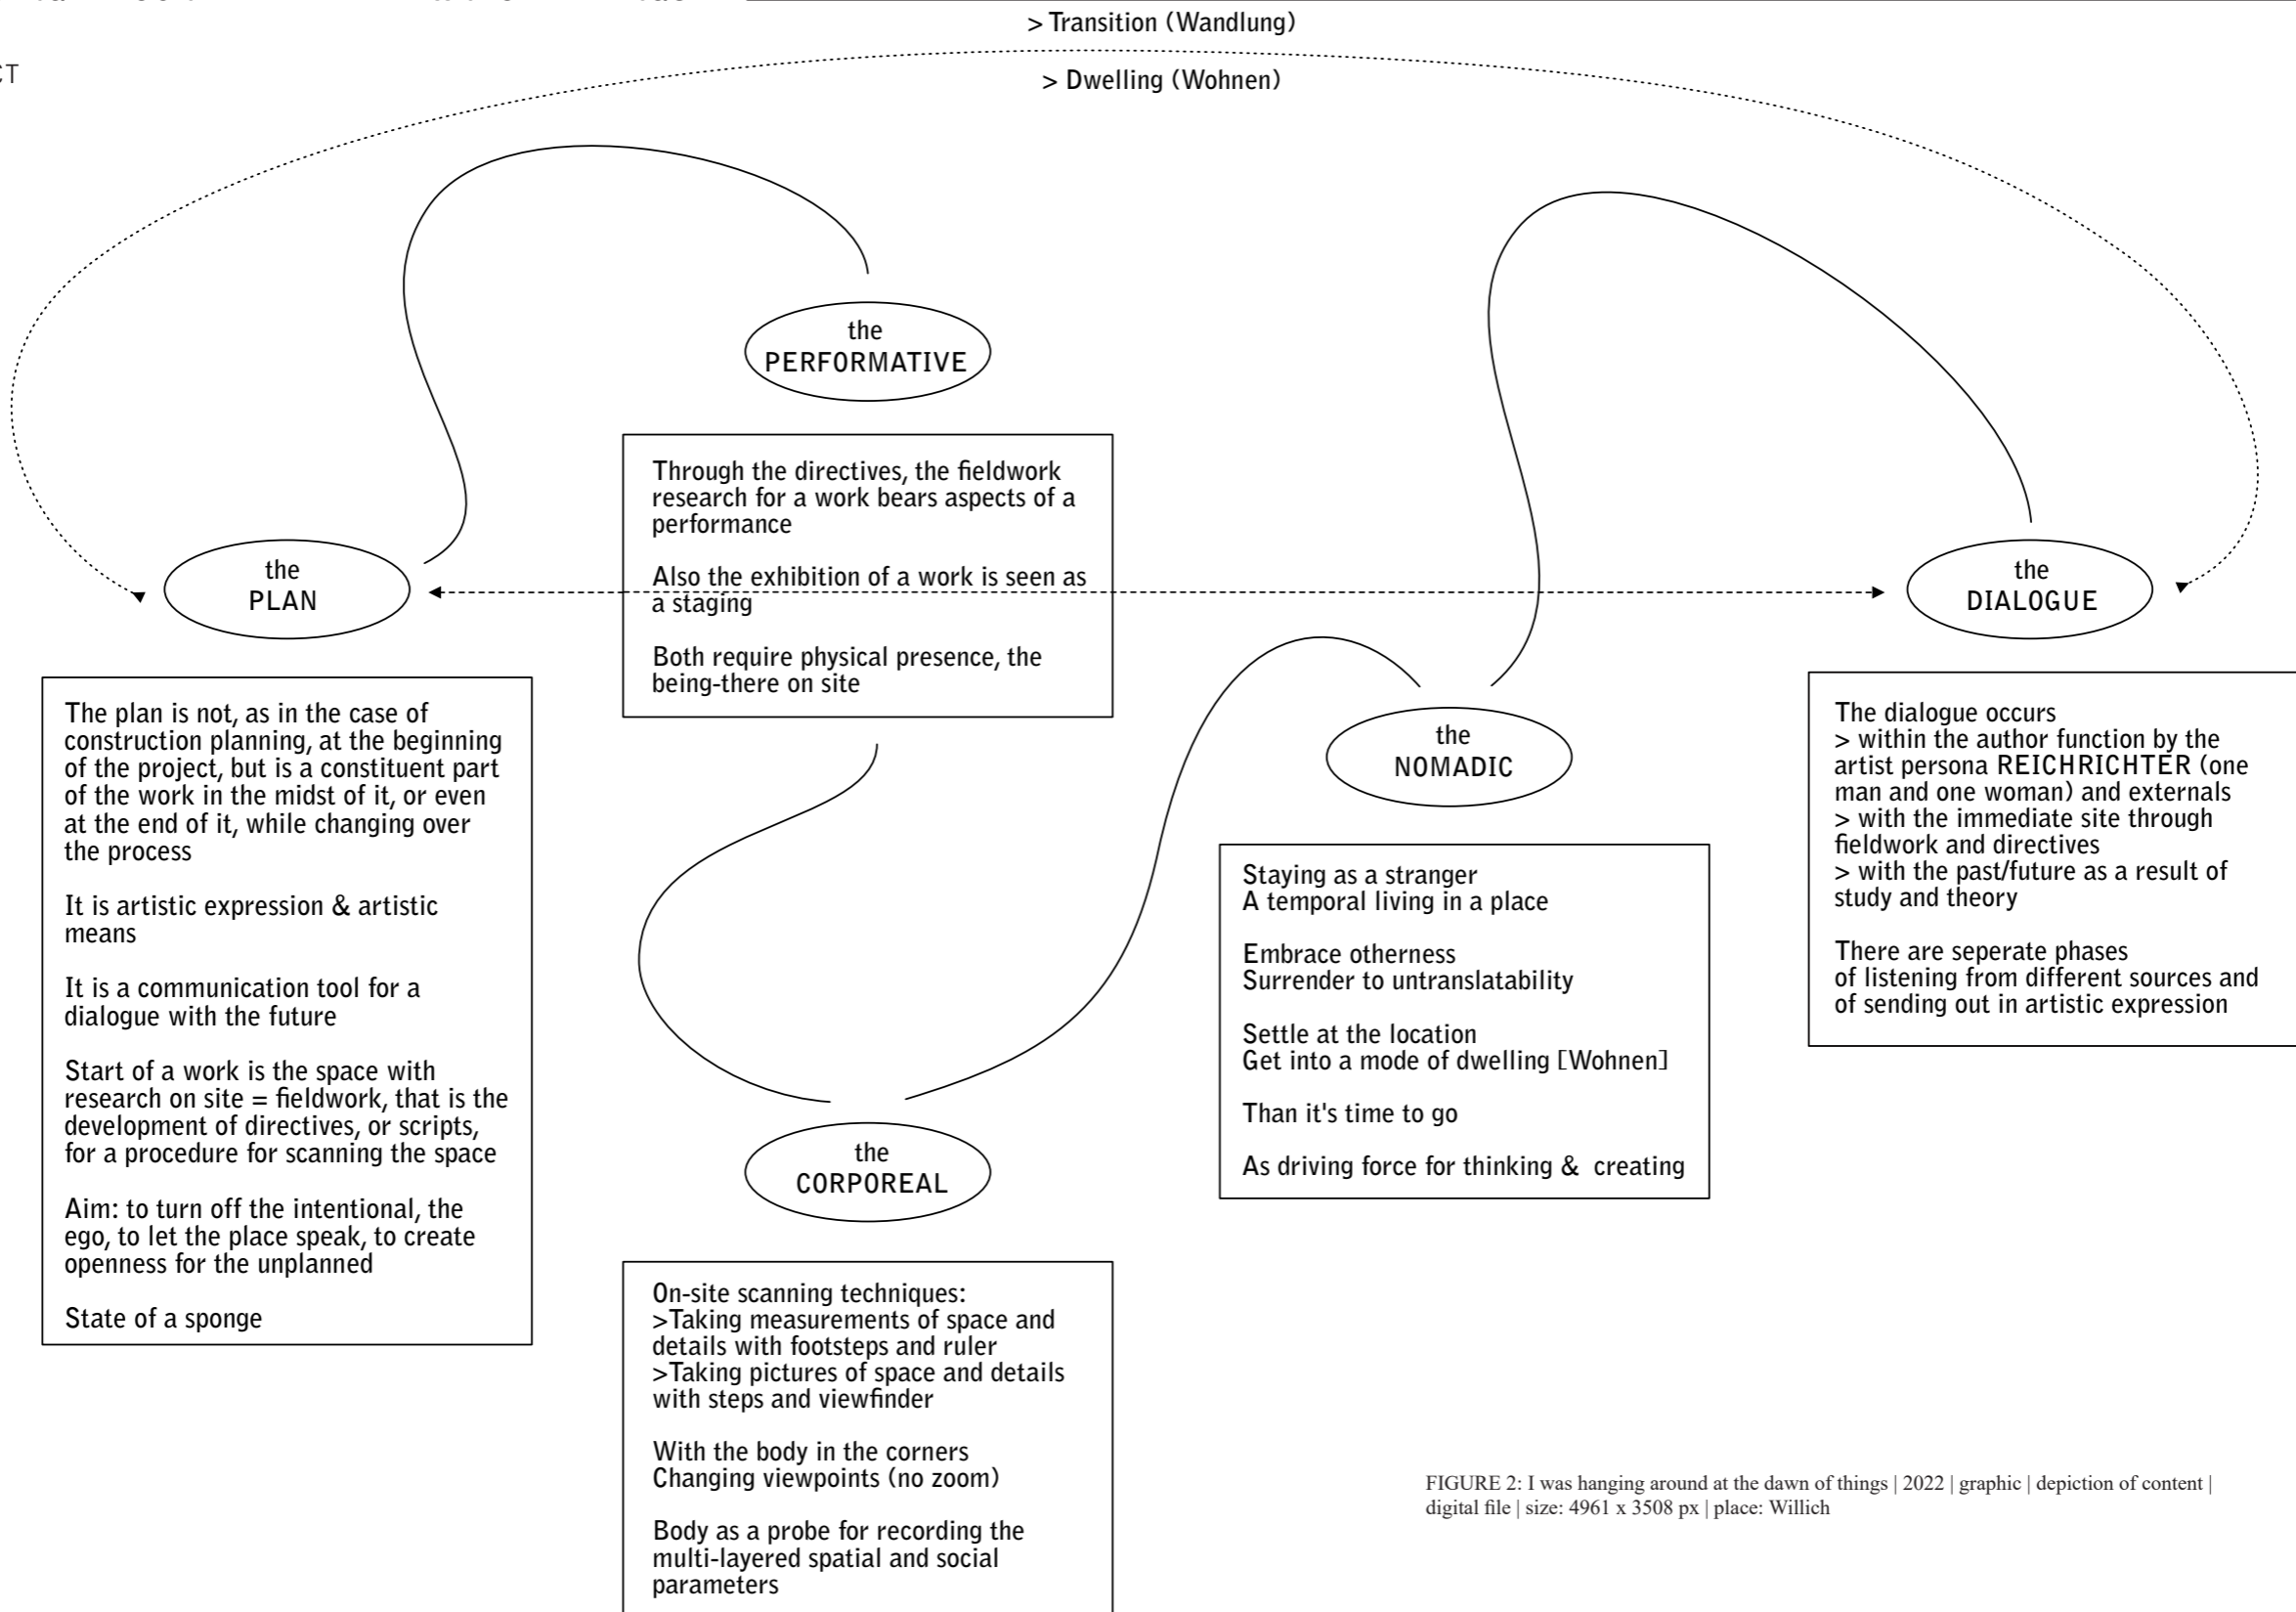 > Transition (Wandlung)
CT
> Dwelling (Wohnen)
the
PERFORMATIVE
Through the directives, the fieldwork
research for a work bears aspects of a
performance
Also the exhibition of a work is seen as
a staging
Both require physical presence, the
being-there on site
the
PLAN
The plan is not, as in the case of
construction planning, at the beginning
of the project, but is a constituent part
of the work in the midst of it, or even
at the end of it, while changing over
the process
It is artistic expression & artistic
means
It is a communication tool for a
dialogue with the future
Start of a work is the space with
research on site = fieldwork, that is the
development of directives, or scripts,
for a procedure for scanning the space
Aim: to turn off the intentional, the
ego, to let the place speak, to create
openness for the unplanned
State of a sponge
the
CORPOREAL
On-site scanning techniques:
>Taking measurements of space and
details with footsteps and ruler
>Taking pictures of space and details
with steps and viewfinder
With the body in the corners
Changing viewpoints (no zoom)
Body as a probe for recording the
multi-layered spatial and social
parameters
the
NOMADIC
Staying as a stranger
A temporal living in a place
Embrace otherness
Surrender to untranslatability
Settle at the location
Get into a mode of dwelling [Wohnen]
Than it's time to go
As driving force for thinking & creating
the
DIALOGUE
The dialogue occurs
> within the author function by the
artist persona REICHRICHTER (one
man and one woman) and externals
> with the immediate site through
fieldwork and directives
> with the past/future as a result of
study and theory
There are seperate phases
of listening from different sources and
of sending out in artistic expression
FIGURE 2: I was hanging around at the dawn of things | 2022 | graphic | depiction of content |
digital file | size: 4961 x 3508 px | place: Willich